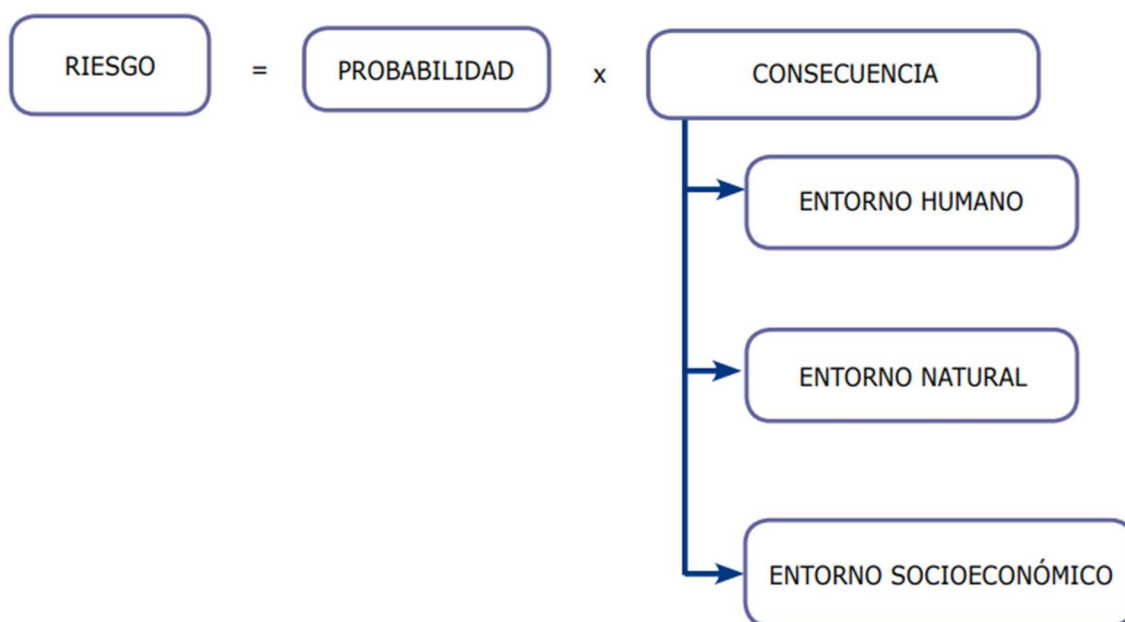 RIESGO = PROBABILIDAD x CONSECUENCIA
ENTORNO HUMANO
ENTORNO NATURAL
ENTORNO SOCIOECONÓMICO